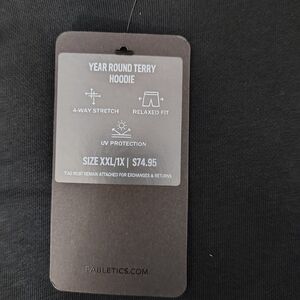 YEAR ROUND TERRY
HOODIE
4-WAY STRETCH
RELAXED FIT
UV PROTECTION
SIZE XXL/1X | $74.95
TAG MUST REMAIN ATTACHED FOR EXCHANGES & RETURNS
FABLETICS.COM